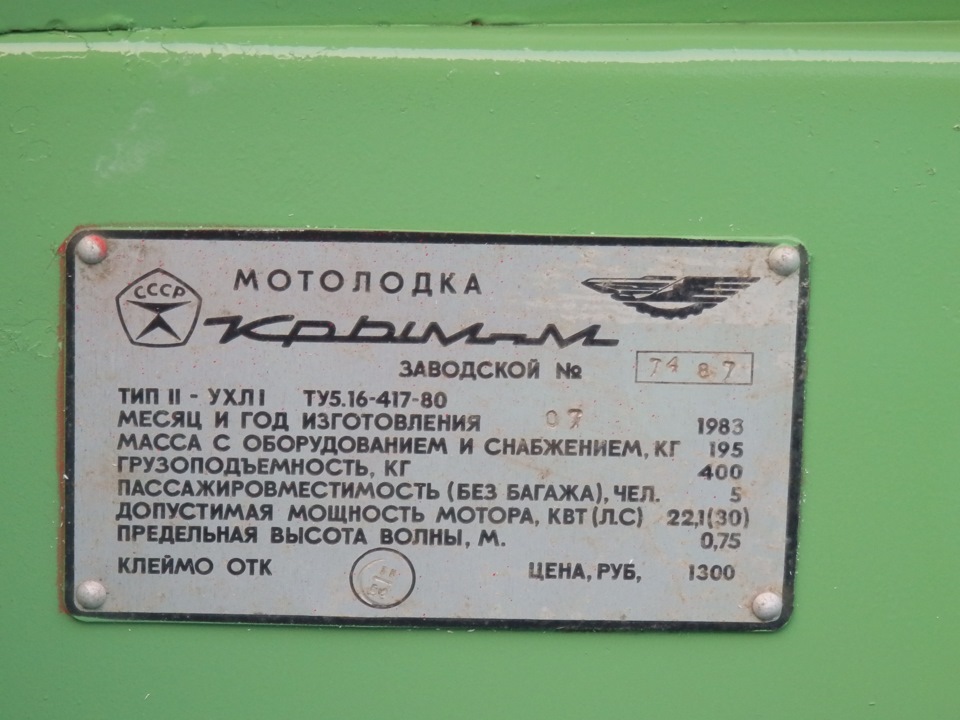 СССР
МОТОЛОДКА
Крым-М
ЗАВОДСКОЙ № 7487
ТИП II - УХЛ1 ТУ5.16-417-80
МЕСЯЦ И ГОД ИЗГОТОВЛЕНИЯ 07 1983
МАССА С ОБОРУДОВАНИЕМ И СНАБЖЕНИЕМ, КГ 195
ГРУЗОПОДЪЕМНОСТЬ, КГ 400
ПАССАЖИРОВМЕСТИМОСТЬ (БЕЗ БАГАЖА), ЧЕЛ. 5
ДОПУСТИМАЯ МОЩНОСТЬ МОТОРА, КВТ (Л.С) 22,1(30)
ПРЕДЕЛЬНАЯ ВЫСОТА ВОЛНЫ, М. 0,75
КЛЕЙМО ОТК ЦЕНА, РУБ, 1300